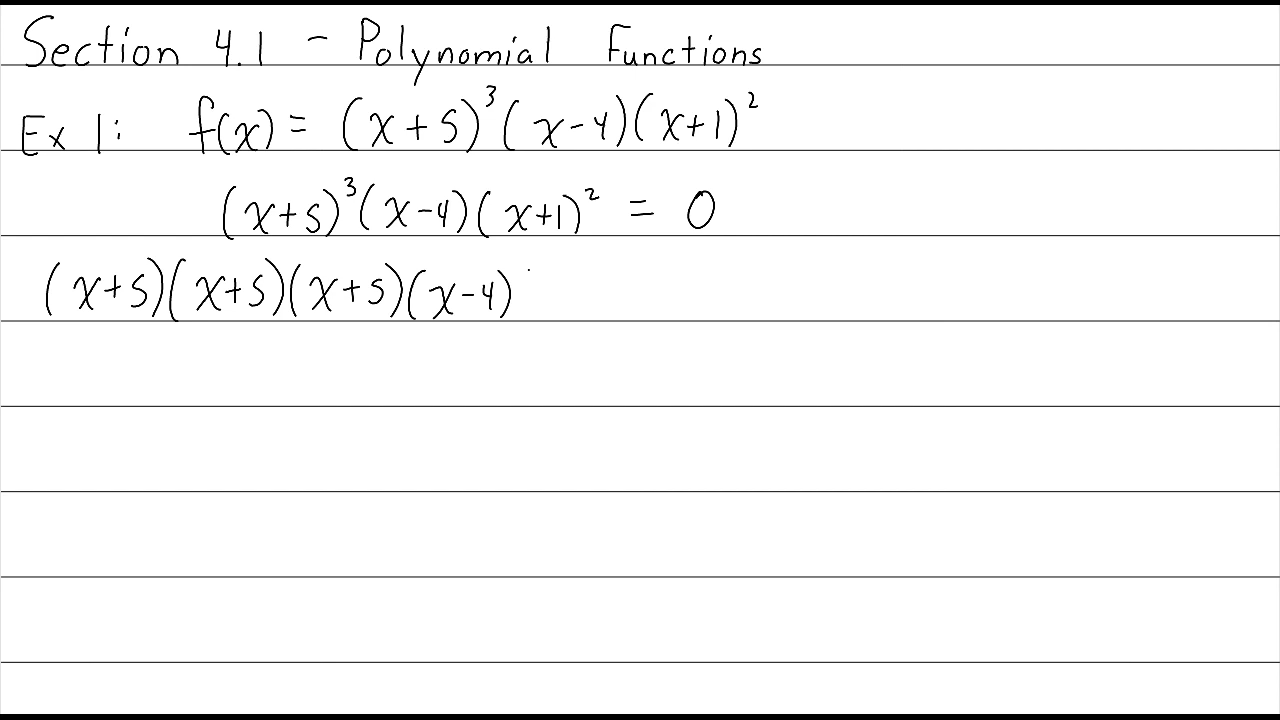 Section 4.1 - Polynomial Functions
Ex 1: f(x) = (x+5)³(x-4)(x+1)²
(x+5)³(x-4)(x+1)² = 0
(x+5)(x+5)(x+5)(x-4)